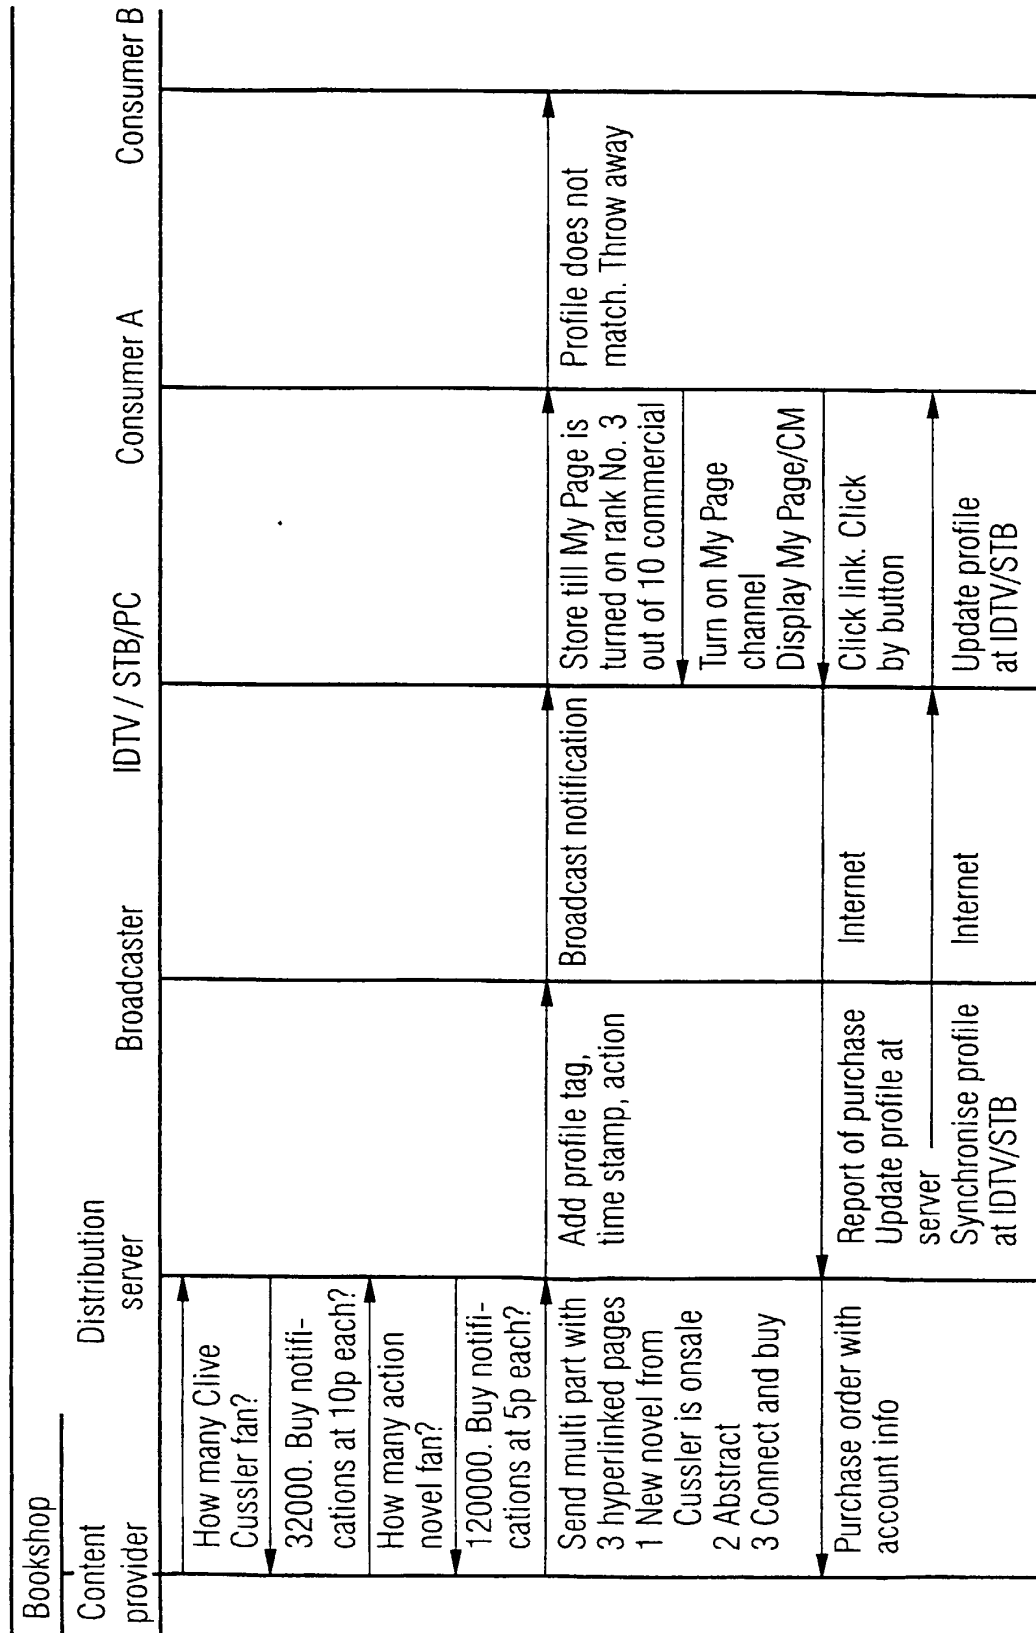 Bookshop
Content
provider
Distribution
server
Broadcaster
IDTV / STB/PC
Consumer A
Consumer B
How many Clive
Cussler fan?
32000. Buy notifi-
cations at 10p each?
How many action
novel fan?
120000. Buy notifi-
cations at 5p each?
Send multi part with
3 hyperlinked pages
1 New novel from
Cussler is onsale
2 Abstract
3 Connect and buy
Purchase order with
account info
Add profile tag,
time stamp, action
Report of purchase
Update profile at
server
Synchronise profile
at IDTV/STB
Broadcast notification
Internet
Internet
Store till My Page is
turned on rank No. 3
out of 10 commercial
Turn on My Page
channel
Display My Page/CM
Click link. Click
by button
Update profile
at IDTV/STB
Profile does not
match. Throw away